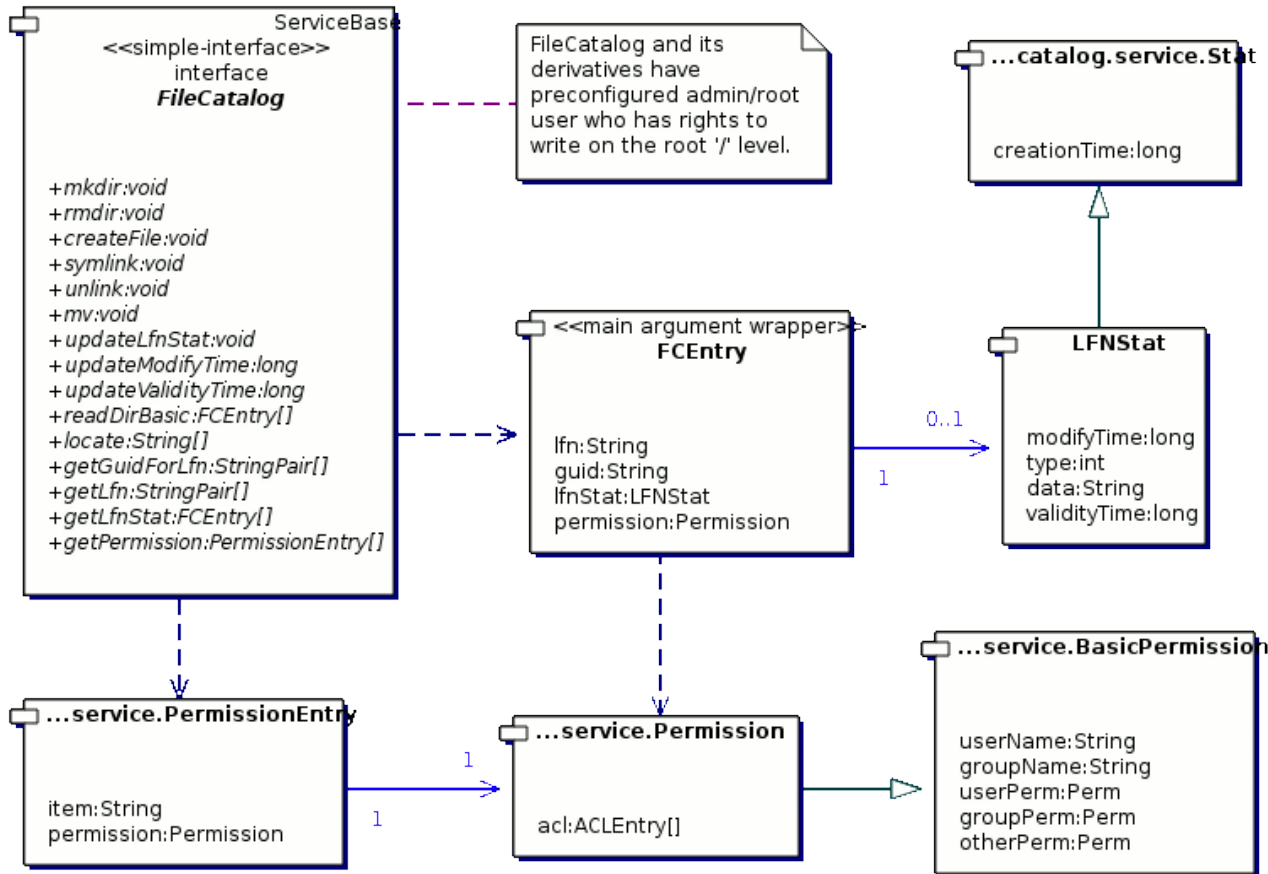 ServiceBase
<<simple-interface>>
interface
FileCatalog
+mkdir:void
+rmdir:void
+createFile:void
+symlink:void
+unlink:void
+mv:void
+updateLfnStat:void
+updateModifyTime:long
+updateValidityTime:long
+readDirBasic:FCEntry[]
+locate:String[]
+getGuidForLfn:StringPair[]
+getLfn:StringPair[]
+getLfnStat:FCEntry[]
+getPermission:PermissionEntry[]
FileCatalog and its
derivatives have
preconfigured admin/root
user who has rights to
write on the root '/' level.
...catalog.service.Stat
creationTime:long
<<main argument wrapper>>
FCEntry
lfn:String
guid:String
lfnStat:LFNStat
permission:Permission
0..1
1
LFNStat
modifyTime:long
type:int
data:String
validityTime:long
...service.PermissionEntry
item:String
permission:Permission
1
1
...service.Permission
acl:ACLEntry[]
...service.BasicPermission
userName:String
groupName:String
userPerm:Perm
groupPerm:Perm
otherPerm:Perm